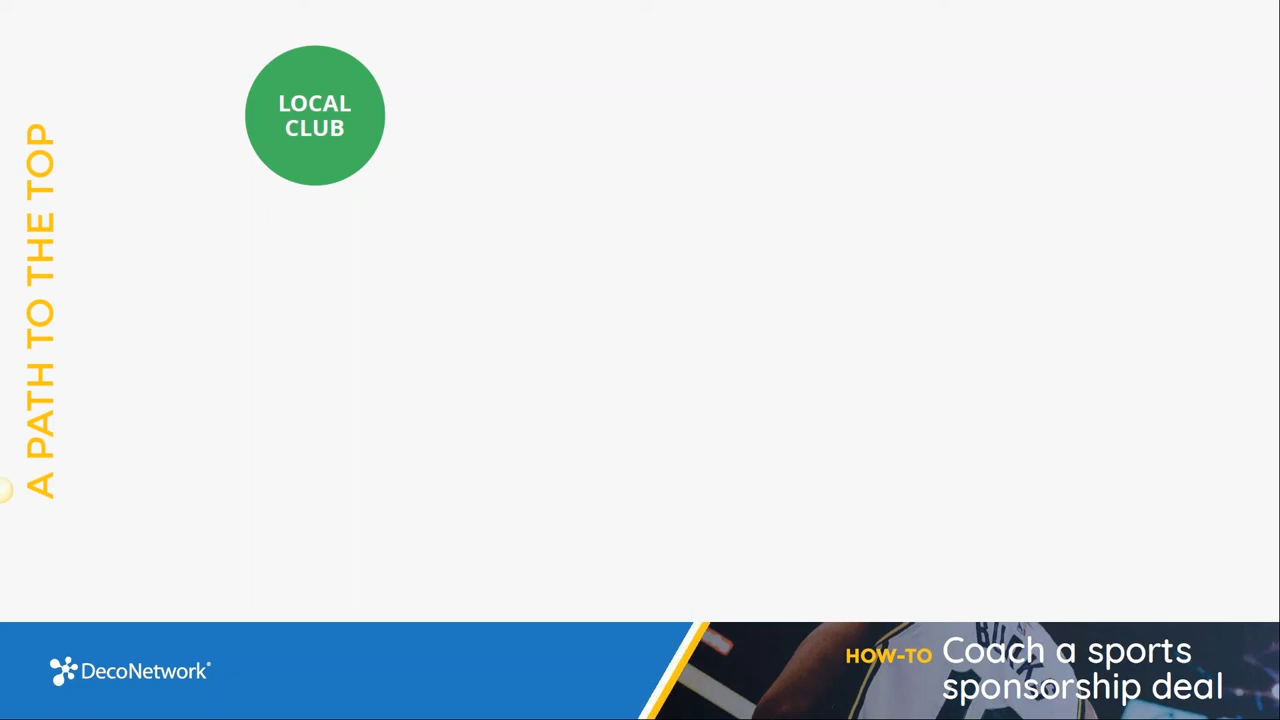 A PATH TO THE TOP
LOCAL
CLUB
DecoNetwork
HOW-TO Coach a sports
sponsorship deal